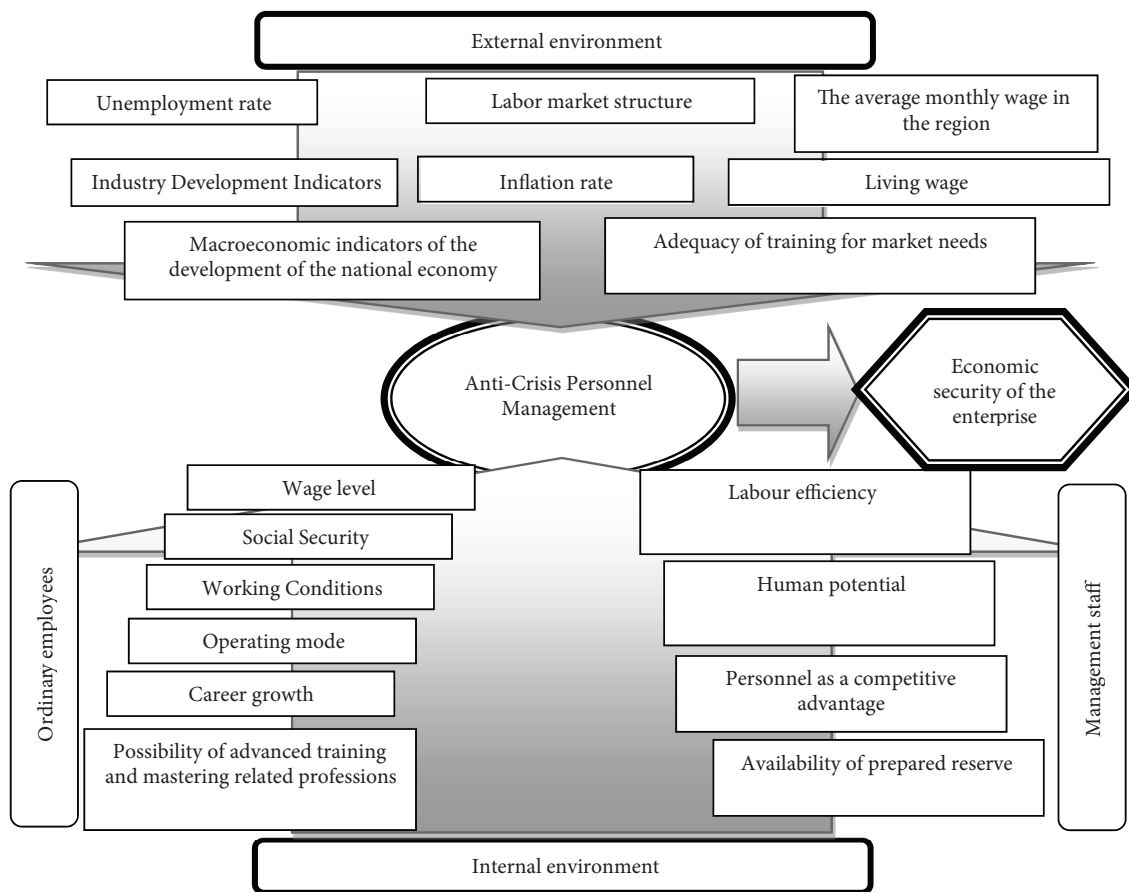 External environment
Unemployment rate
Labor market structure
The average monthly wage in
the region
Industry Development Indicators
Inflation rate
Living wage
Macroeconomic indicators of the
development of the national economy
Adequacy of training for market needs
Anti-Crisis Personnel
Management
Economic
security of the
enterprise
Ordinary employees
Wage level
Social Security
Working Conditions
Operating mode
Career growth
Possibility of advanced training
and mastering related professions
Labour efficiency
Human potential
Personnel as a competitive
advantage
Availability of prepared reserve
Management staff
Internal environment